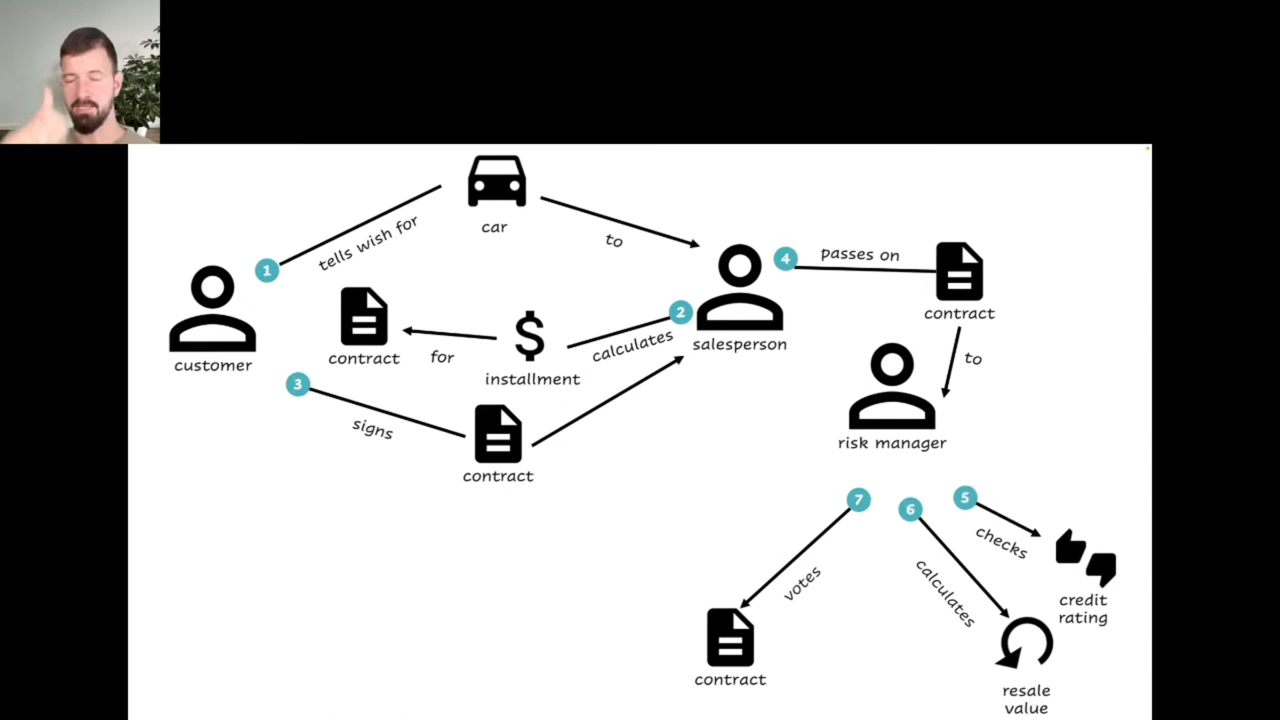 car
1
tells wish for
to
4
passes on
contract
customer
contract
for
installment
2
calculates
salesperson
to
risk manager
3
signs
contract
7
6
5
votes
calculates
checks
credit
rating
contract
resale
value